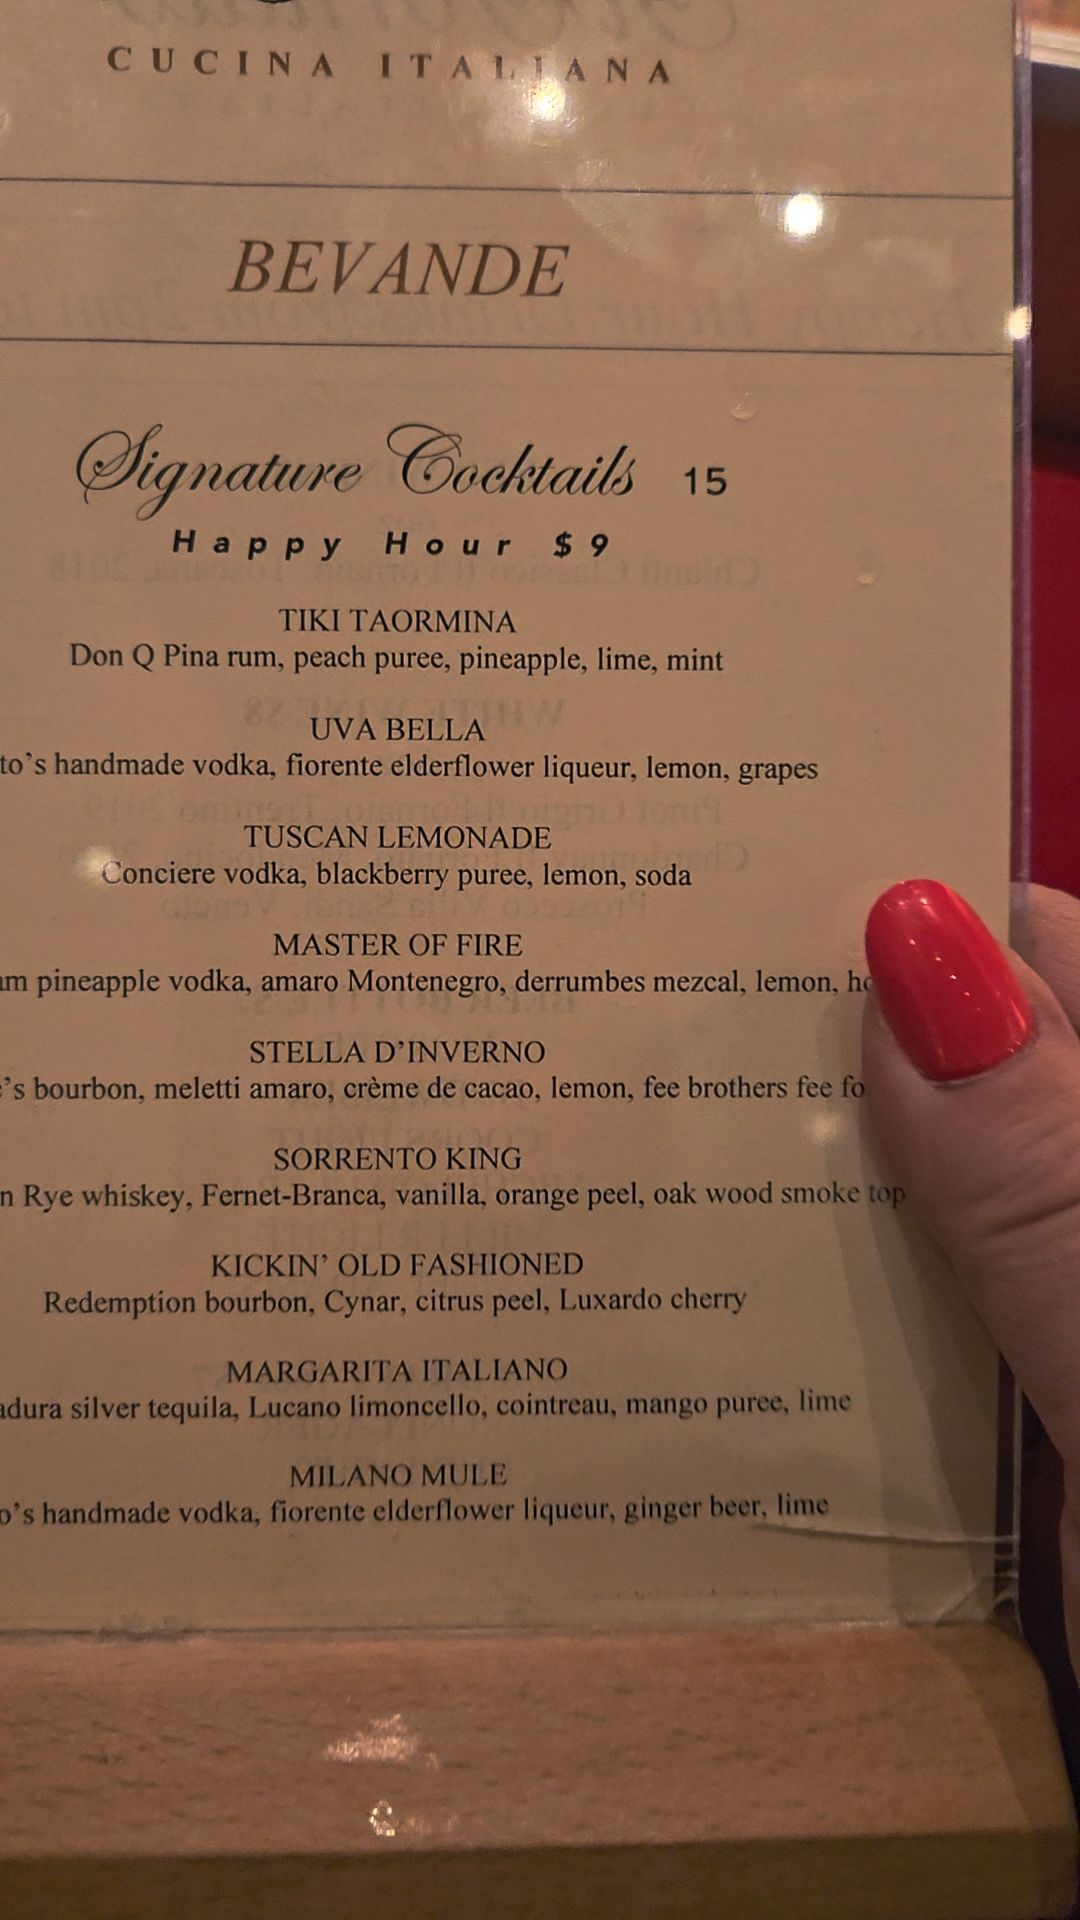 CUCINA ITALIANA
BEVANDE
Signature Cocktails 15
Happy Hour $9
TIKI TAORMINA
Don Q Pina rum, peach puree, pineapple, lime, mint
UVA BELLA
to's handmade vodka, fiorente elderflower liqueur, lemon, grapes
TUSCAN LEMONADE
Conciere vodka, blackberry puree, lemon, soda
MASTER OF FIRE
pineapple vodka, amaro Montenegro, derrumbes mezcal, lemon,
STELLA D'INVERNO
's bourbon, meletti amaro, crème de cacao, lemon, fee brothers fee fo
SORRENTO KING
n Rye whiskey, Fernet-Branca, vanilla, orange peel, oak wood smoke top
KICKIN' OLD FASHIONED
Redemption bourbon, Cynar, citrus peel, Luxardo cherry
MARGARITA ITALIANO
adura silver tequila, Lucano limoncello, cointreau, mango puree, lime
MILANO MULE
o's handmade vodka, fiorente elderflower liqueur, ginger beer, lime